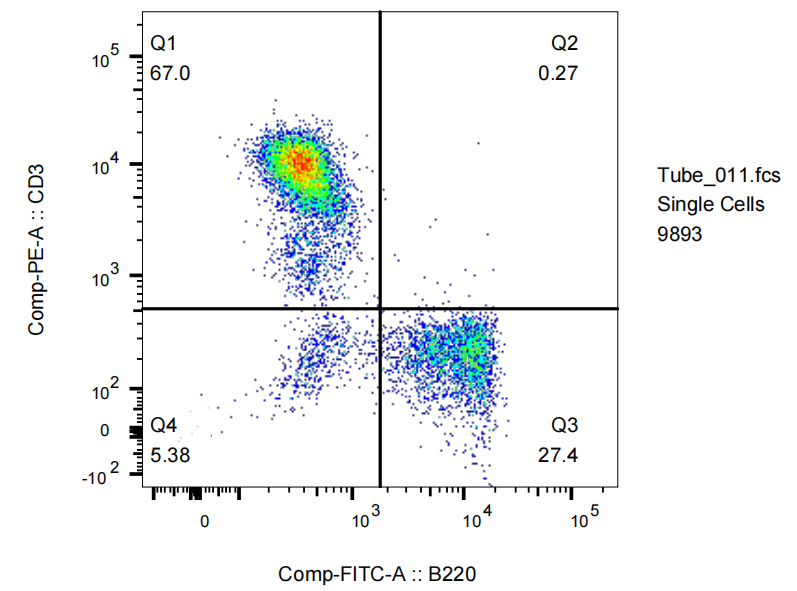 Q1
67.0
Q2
0.27
10^5
10^4
10^3
10^2
0
-10^2
Comp-PE-A :: CD3
Q4
5.38
Q3
27.4
0
10^3
10^4
10^5
Comp-FITC-A :: B220
Tube_011.fcs
Single Cells
9893